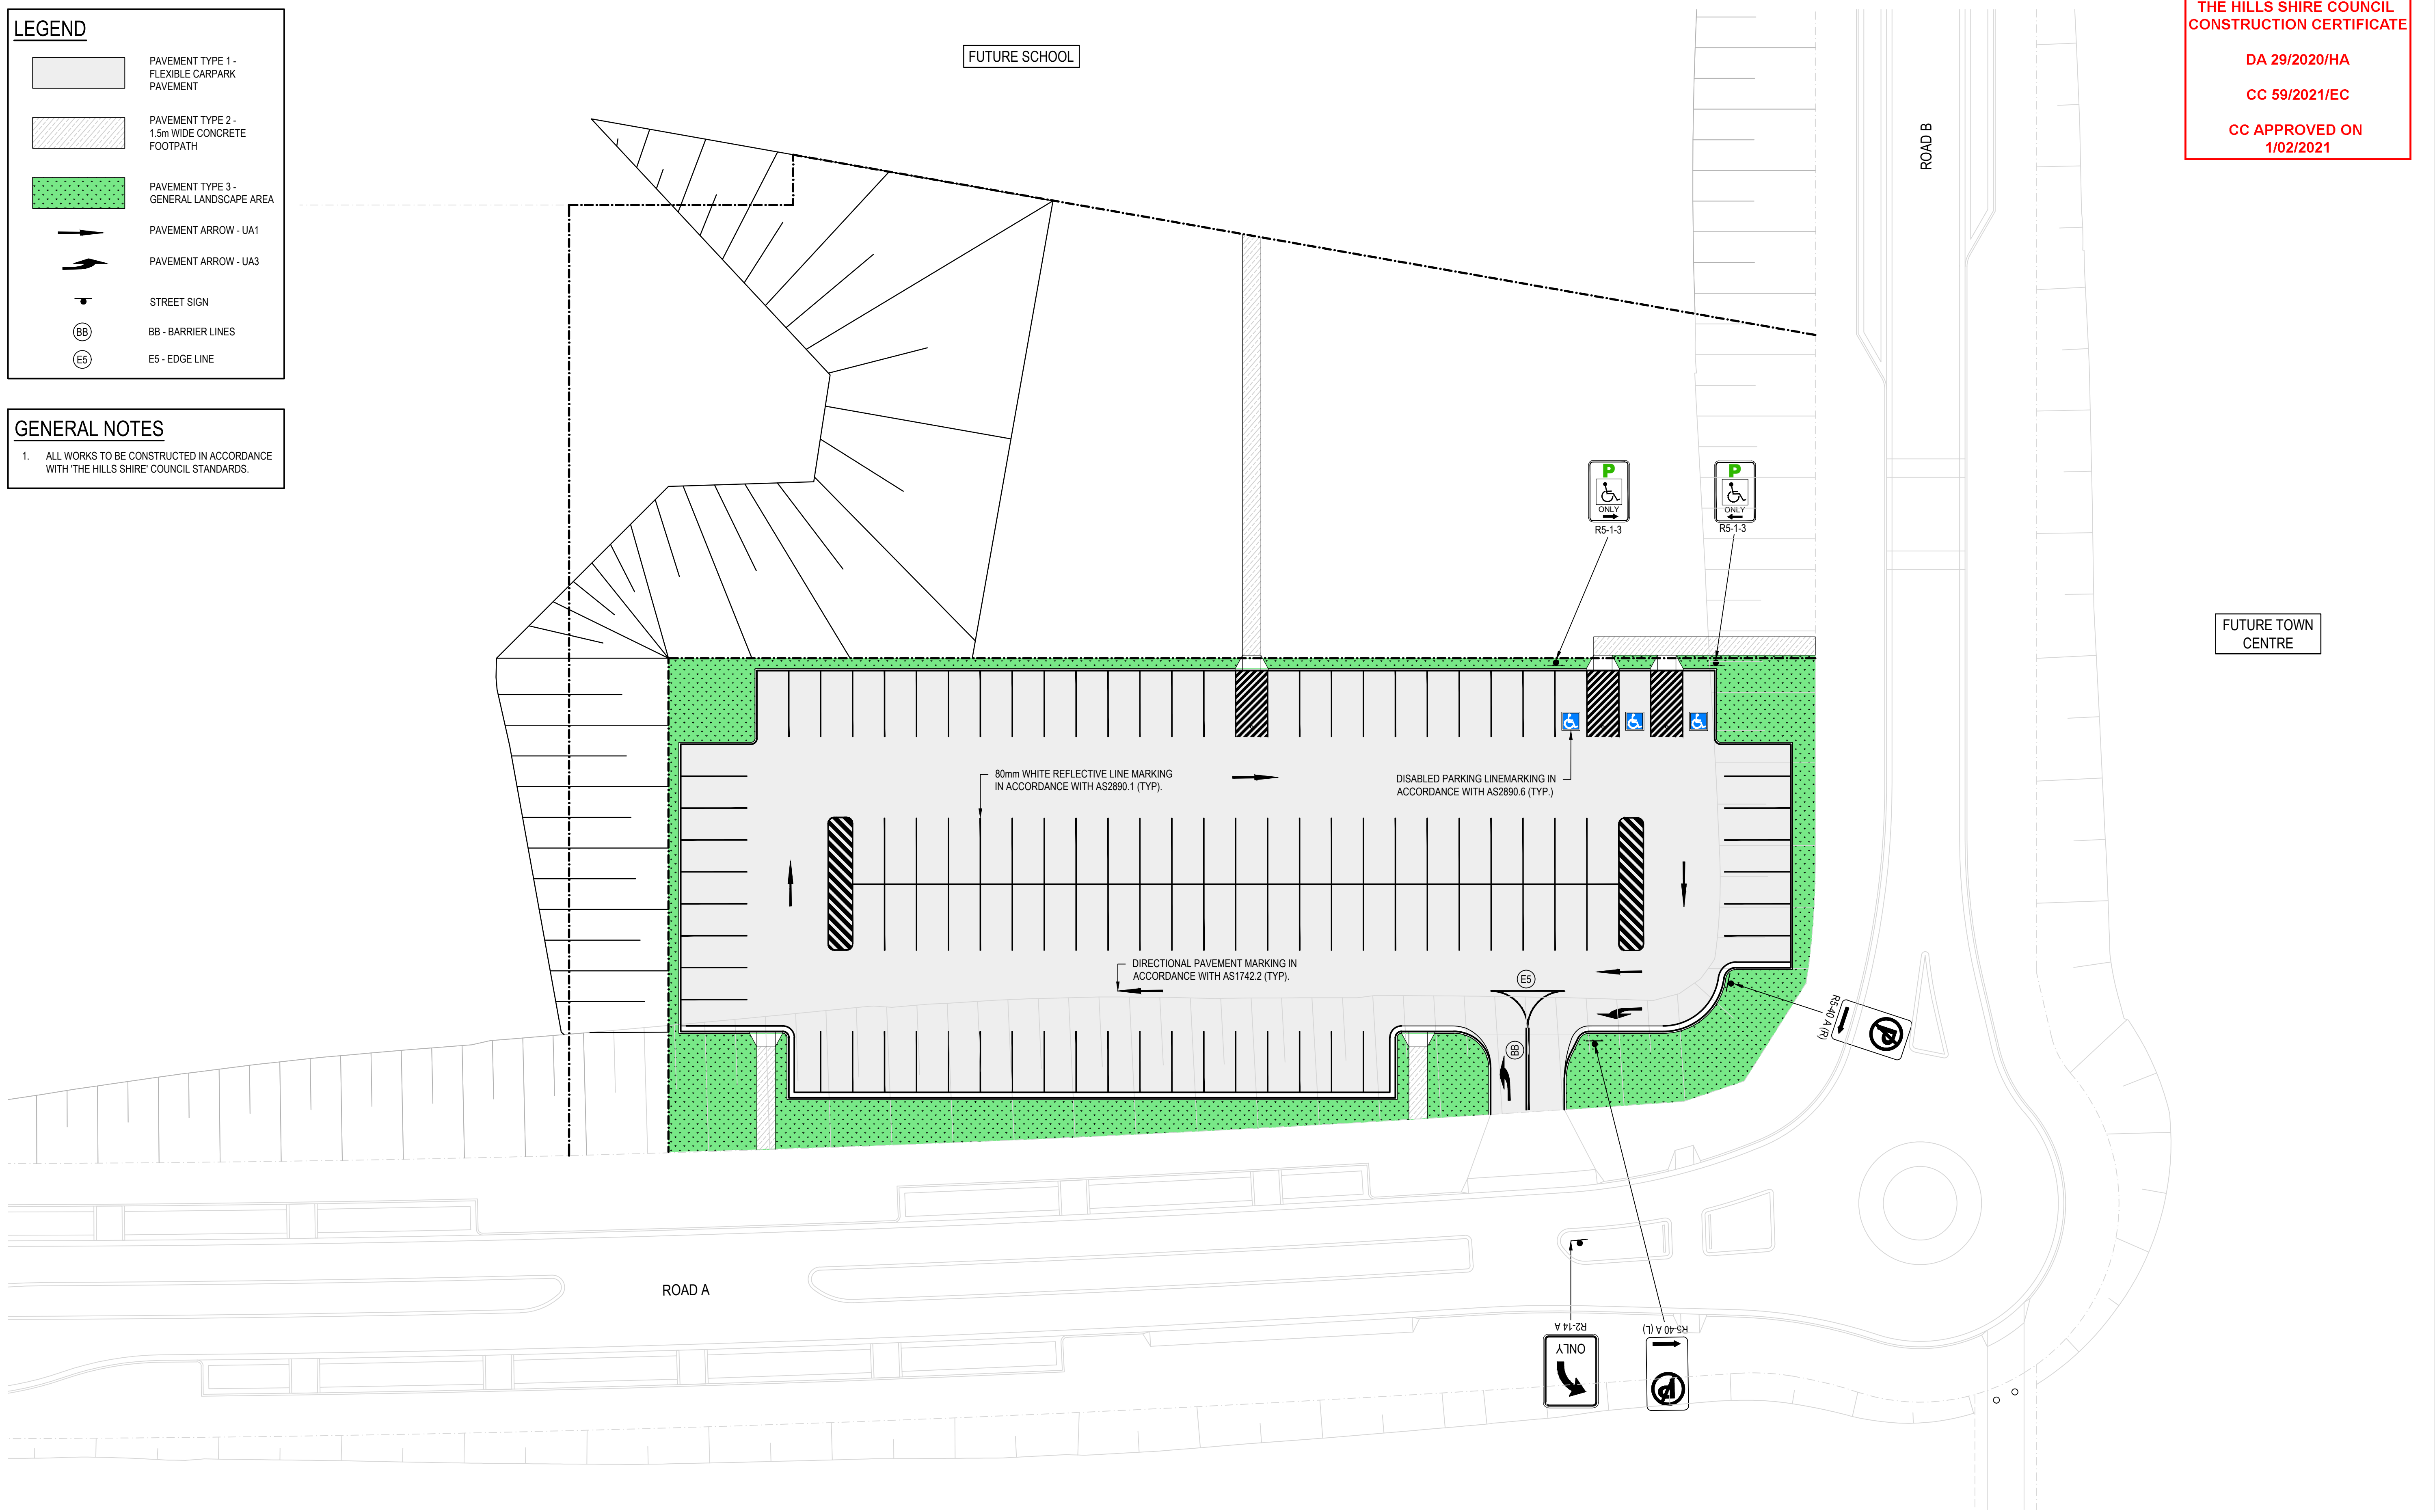 LEGEND
PAVEMENT TYPE 1 -
FLEXIBLE CARPARK
PAVEMENT
PAVEMENT TYPE 2 -
1.5m WIDE CONCRETE
FOOTPATH
PAVEMENT TYPE 3 -
GENERAL LANDSCAPE AREA
PAVEMENT ARROW - UA1
PAVEMENT ARROW - UA3
STREET SIGN
BB
BB - BARRIER LINES
E5
E5 - EDGE LINE
GENERAL NOTES
1. ALL WORKS TO BE CONSTRUCTED IN ACCORDANCE
WITH 'THE HILLS SHIRE' COUNCIL STANDARDS.
FUTURE SCHOOL
THE HILLS SHIRE COUNCIL
CONSTRUCTION CERTIFICATE
DA 29/2020/HA
CC 59/2021/EC
CC APPROVED ON
1/02/2021
ROAD B
P
ONLY
R5-1-3
P
ONLY
R5-1-3
FUTURE TOWN
CENTRE
80mm WHITE REFLECTIVE LINE MARKING
IN ACCORDANCE WITH AS2890.1 (TYP).
DISABLED PARKING LINEMARKING IN
ACCORDANCE WITH AS2890.6 (TYP.)
DIRECTIONAL PAVEMENT MARKING IN
ACCORDANCE WITH AS1742.2 (TYP).
E5
BB
R5-40 A (R)
P
ROAD A
R2-14 A
ONLY
R5-40 A (L)
P